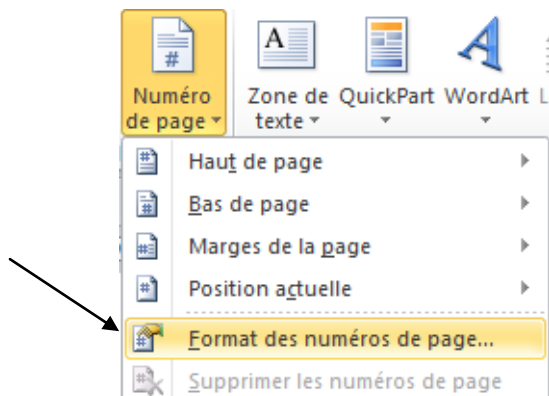 Numéro
de page
Zone de
texte
QuickPart
WordArt
Haut de page
Bas de page
Marges de la page
Position actuelle
Format des numéros de page...
Supprimer les numéros de page